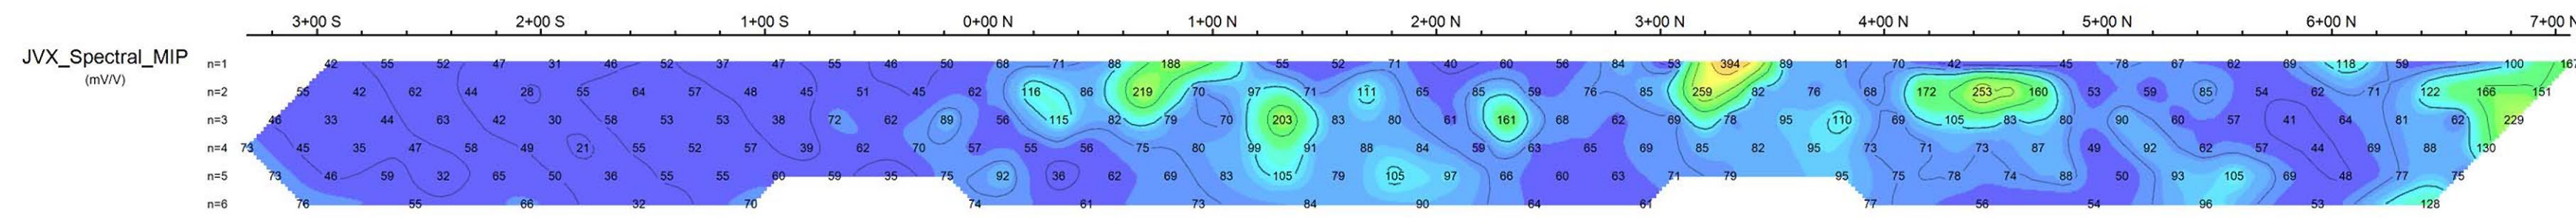 3+00 S 2+00 S 1+00 S 0+00 N 1+00 N 2+00 N 3+00 N 4+00 N 5+00 N 6+00 N 7+00 N
JVX_Spectral_MIP
(mV/V)
n=1 42 55 52 47 31 46 52 37 47 55 46 50 68 71 88 188 55 52 71 40 60 56 84 53 394 89 81 70 42 45 78 67 62 69 118 59 100 167
n=2 55 42 62 44 28 55 64 57 48 45 51 45 62 116 86 219 70 97 71 111 65 85 59 76 85 259 82 76 68 172 253 160 53 59 85 54 62 71 122 166 151
n=3 46 33 44 63 42 30 58 53 53 38 72 62 89 56 115 82 79 70 203 83 80 61 161 68 62 69 78 95 110 69 105 83 80 90 60 57 41 64 81 62 229
n=4 73 45 35 47 58 49 21 55 52 57 39 62 70 57 55 56 75 80 99 91 88 84 59 63 65 69 85 82 95 73 71 73 87 49 92 62 57 44 69 88 130
n=5 73 46 59 32 65 50 36 55 55 60 59 35 75 92 36 62 69 83 105 79 105 97 66 60 63 71 79 95 75 78 74 88 50 93 105 69 48 77 75
n=6 76 55 66 32 70 74 61 73 84 90 64 61 77 56 54 96 53 128